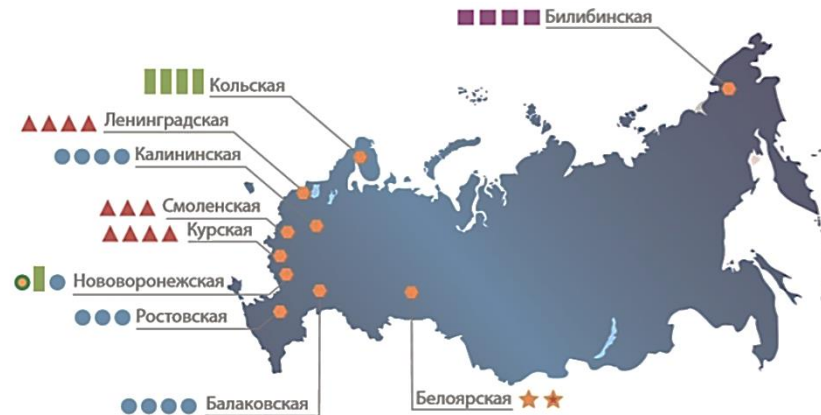 Билибинская
Кольская
Ленинградская
Калининская
Смоленская
Курская
Нововоронежская
Ростовская
Балаковская
Белоярская